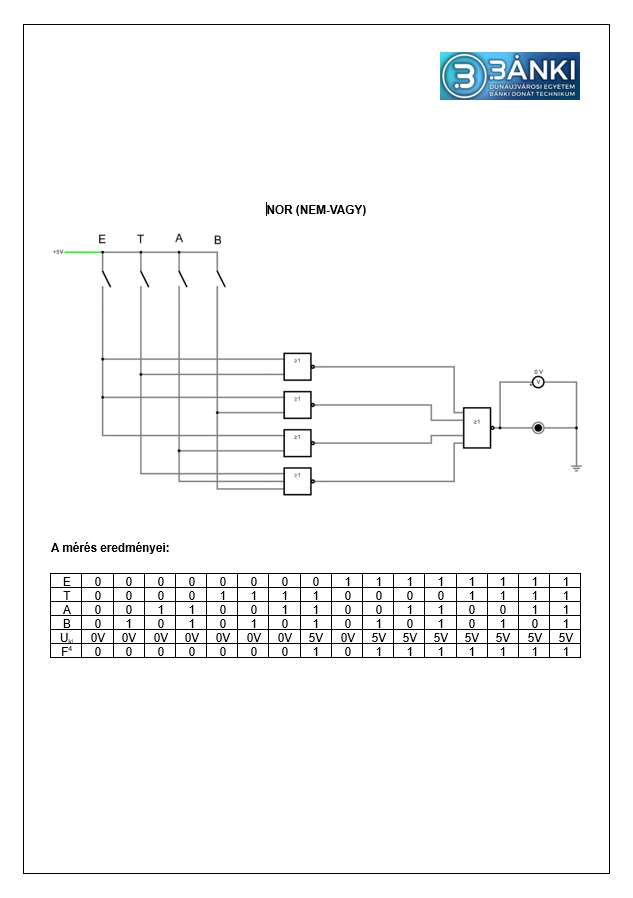 BÁNKI
DUNAUJVÁROSI EGYETEM
BÁNKI DONÁT TECHNIKUM
NOR (NEM-VAGY)
E T A B
+5V
≥1
≥1
≥1
≥1
≥1
0 V
V
A mérés eredményei:
E 0 0 0 0 0 0 0 0 1 1 1 1 1 1 1 1
T 0 0 0 0 1 1 1 1 0 0 0 0 1 1 1 1
A 0 0 1 1 0 0 1 1 0 0 1 1 0 0 1 1
B 0 1 0 1 0 1 0 1 0 1 0 1 0 1 0 1
Uki 0V 0V 0V 0V 0V 0V 0V 5V 0V 5V 5V 5V 5V 5V 5V 5V
F4 0 0 0 0 0 0 0 1 0 1 1 1 1 1 1 1